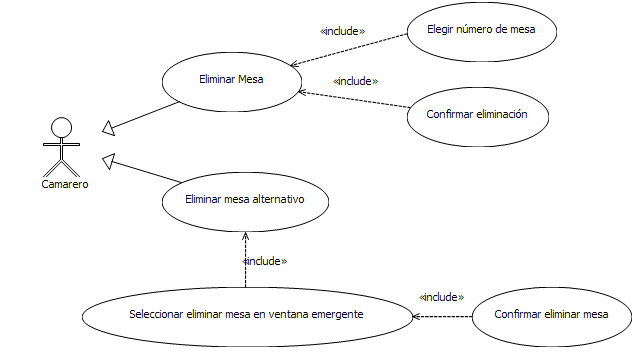 «include»
Elegir número de mesa
Eliminar Mesa
«include»
Confirmar eliminación
Camarero
Eliminar mesa alternativo
«include»
«include»
Seleccionar eliminar mesa en ventana emergente
Confirmar eliminar mesa